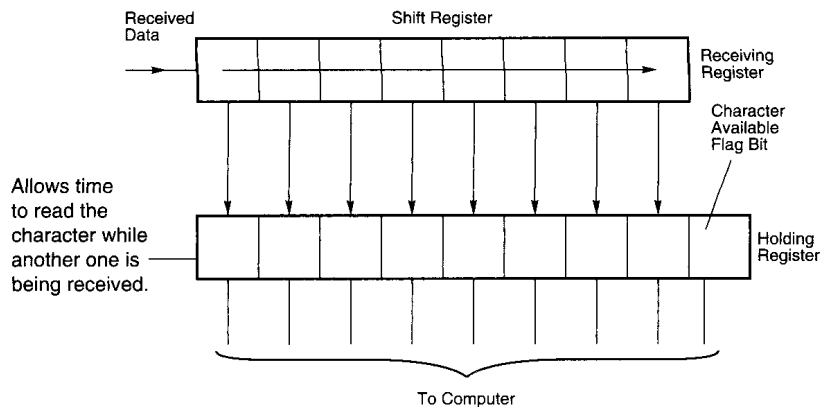 Received
Data
Shift Register
Receiving
Register
Character
Available
Flag Bit
Allows time
to read the
character while
another one is
being received.
Holding
Register
To Computer